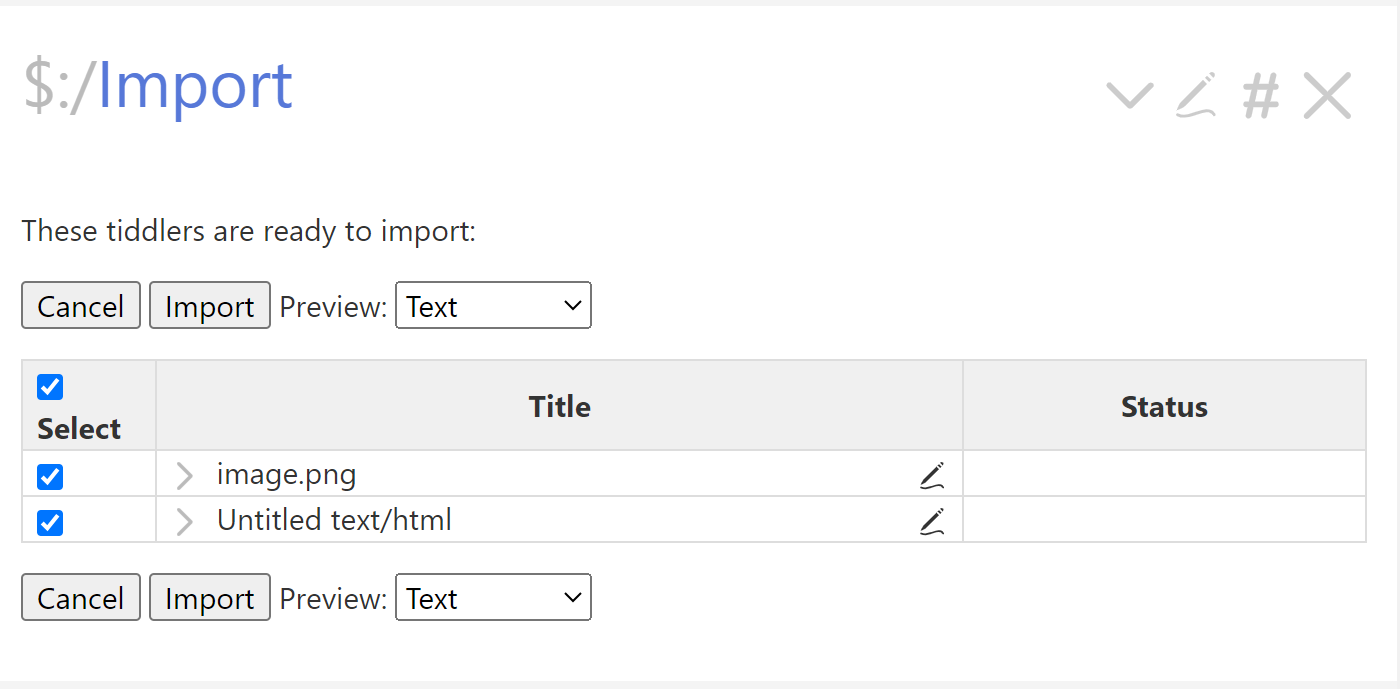 $:/Import
#
These tiddlers are ready to import:
Cancel Import Preview: Text
Select Title Status
image.png
Untitled text/html
Cancel Import Preview: Text